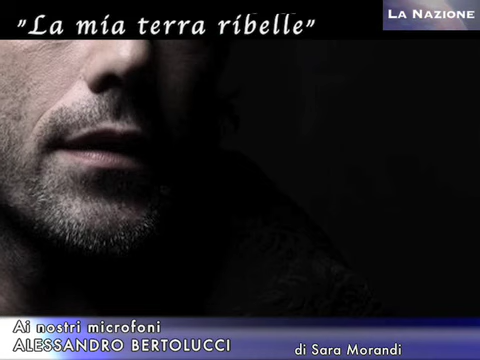 "La mia terra ribelle"
La Nazione
Ai nostri microfoni
ALESSANDRO BERTOLUCCI
di Sara Morandi